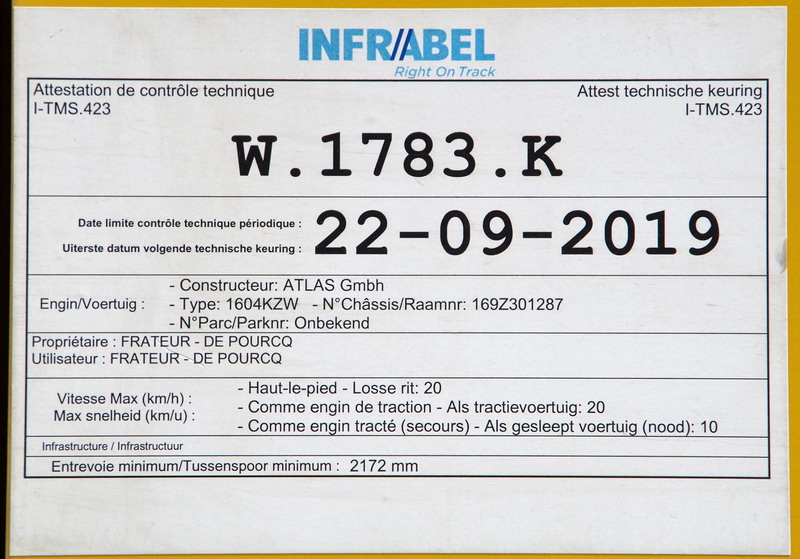 INFRABEL
Right On Track
Attestation de contrôle technique
I-TMS.423
Attest technische keuring
I-TMS.423
W.1783.K
Date limite contrôle technique périodique :
Uiterste datum volgende technische keuring :
22-09-2019
Engin/Voertuig :
- Constructeur: ATLAS Gmbh
- Type: 1604KZW - N°Châssis/Raamnr: 169Z301287
- N°Parc/Parknr: Onbekend
Propriétaire : FRATEUR - DE POURCQ
Utilisateur : FRATEUR - DE POURCQ
Vitesse Max (km/h) :
Max snelheid (km/u) :
- Haut-le-pied - Losse rit: 20
- Comme engin de traction - Als tractievoertuig: 20
- Comme engin tracté (secours) - Als gesleept voertuig (nood): 10
Infrastructure / Infrastructuur
Entrevoie minimum/Tussenspoor minimum : 2172 mm